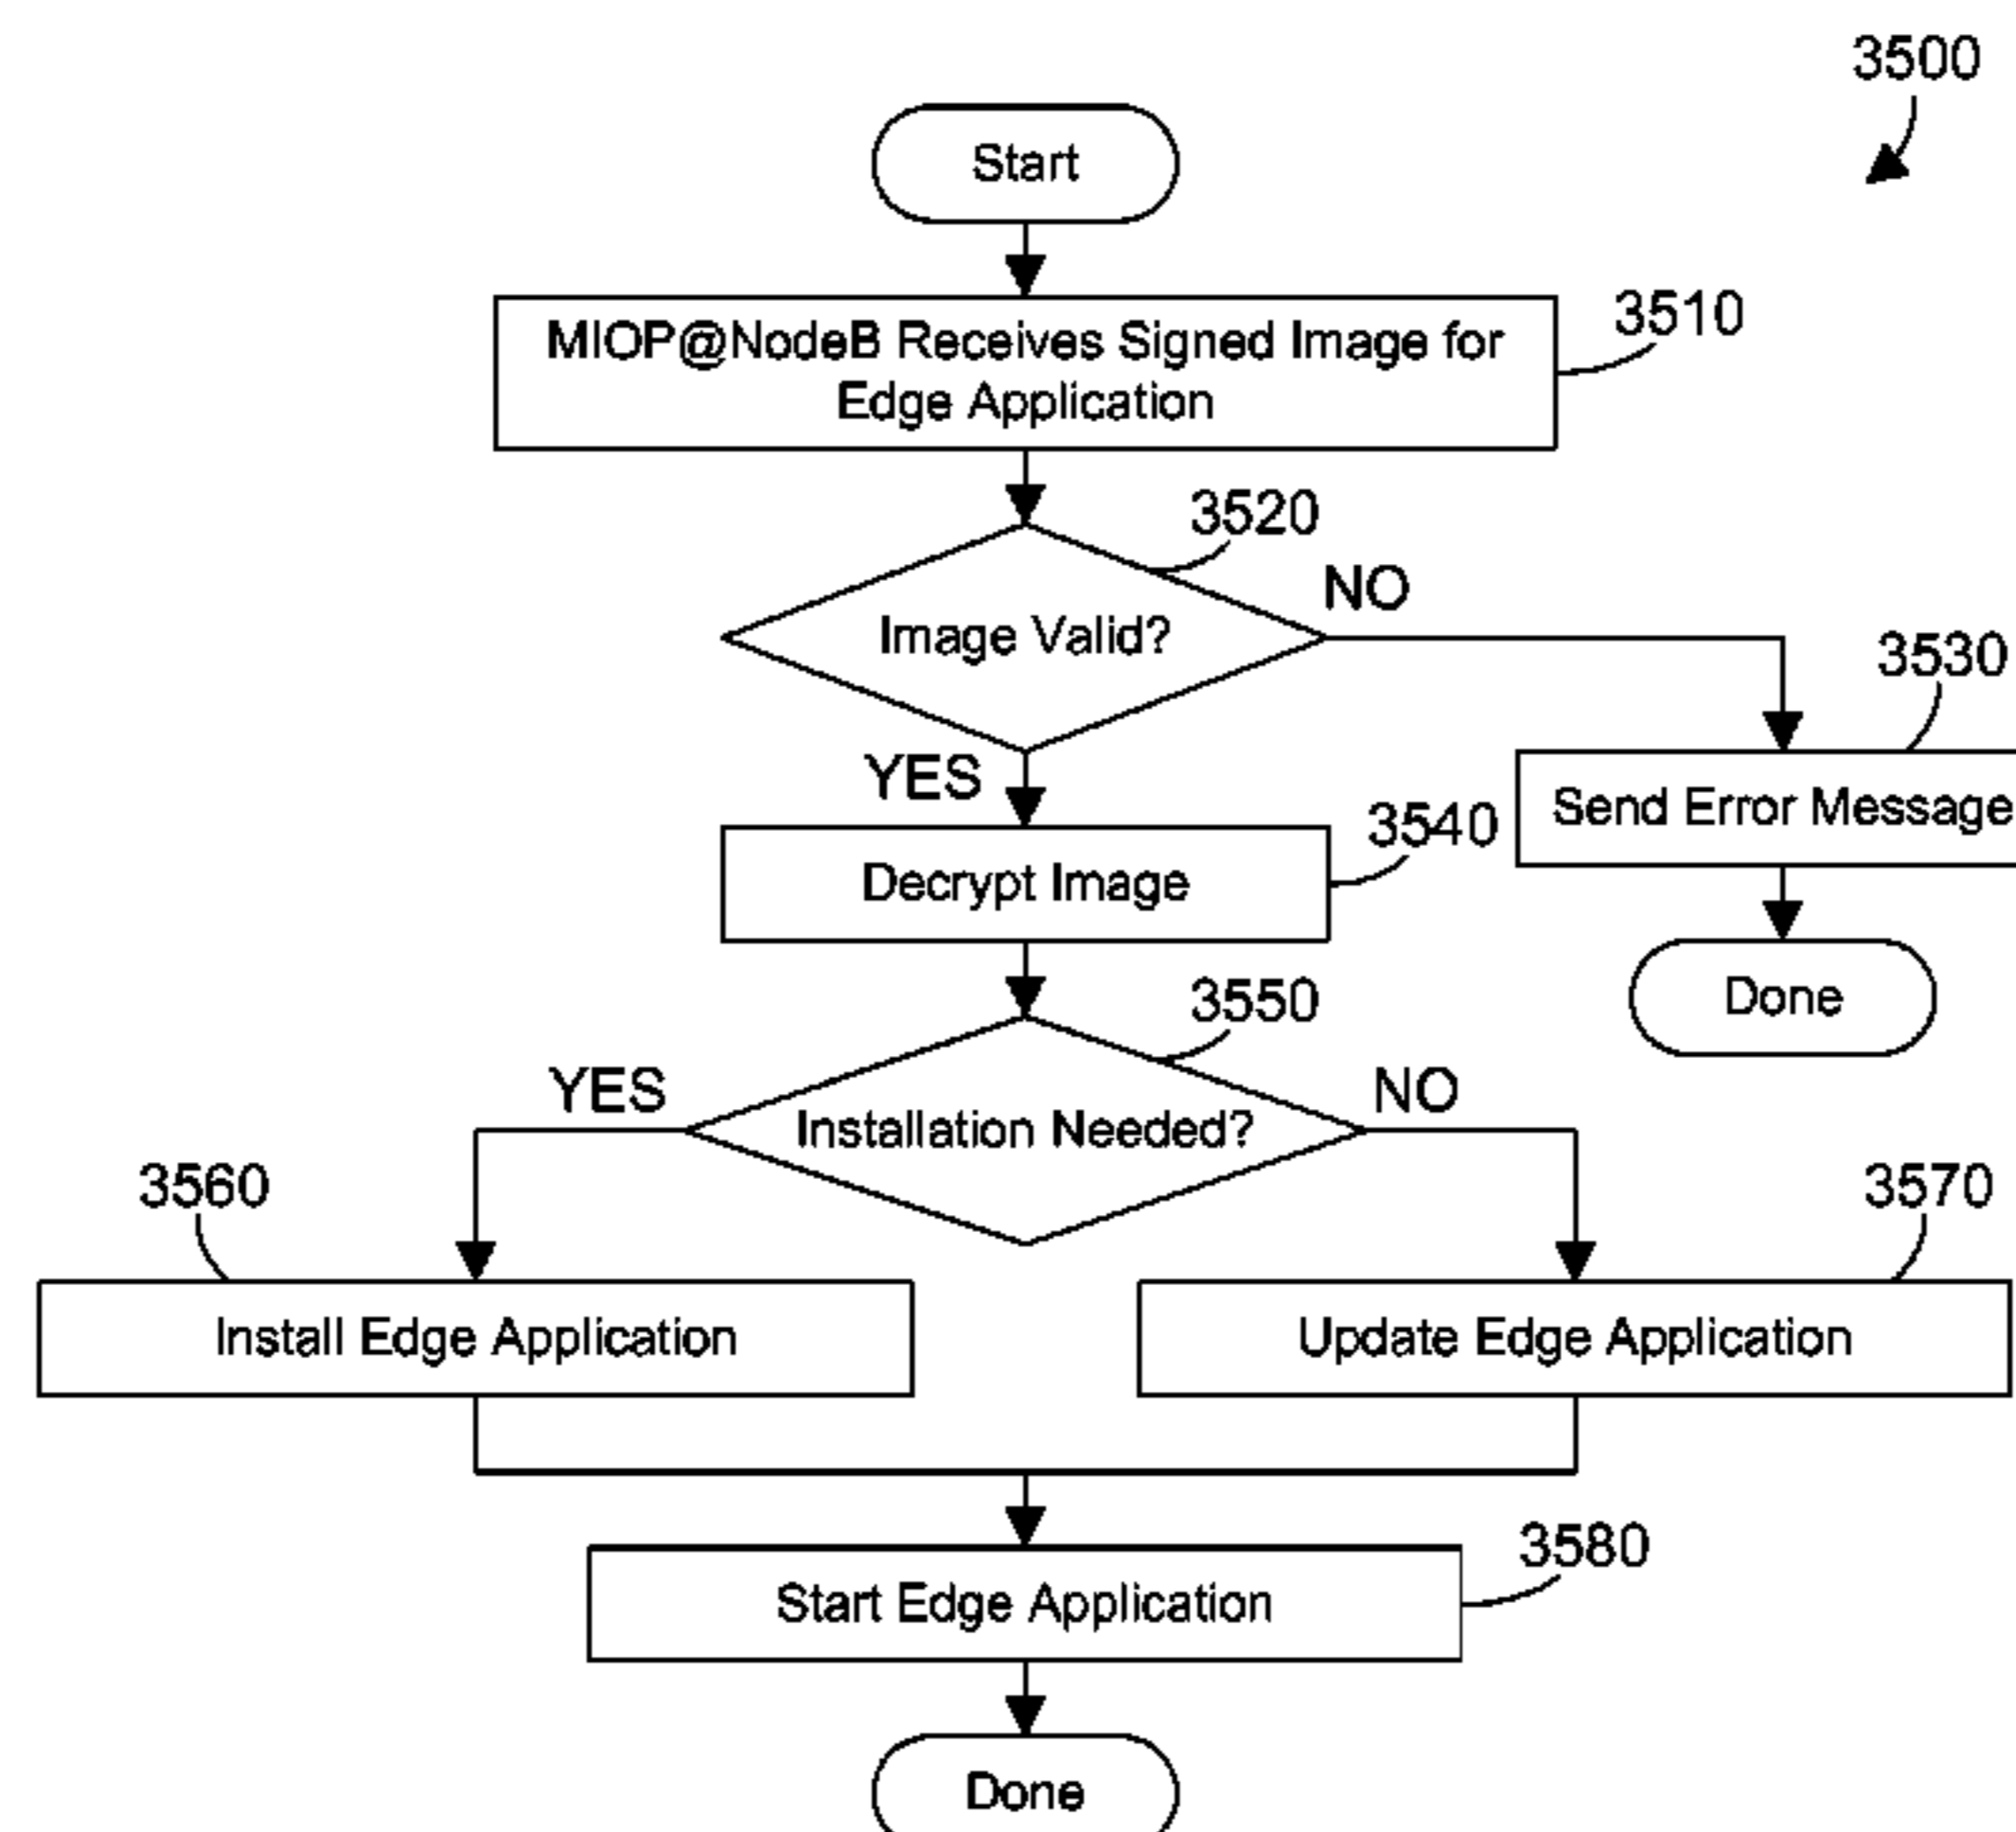 3500
Start
MIOP@NodeB Receives Signed Image for
Edge Application
3510
3520
Image Valid?
NO
YES
3530
Send Error Message
3540
Decrypt Image
Done
3550
YES
Installation Needed?
NO
3560
3570
Install Edge Application
Update Edge Application
3580
Start Edge Application
Done